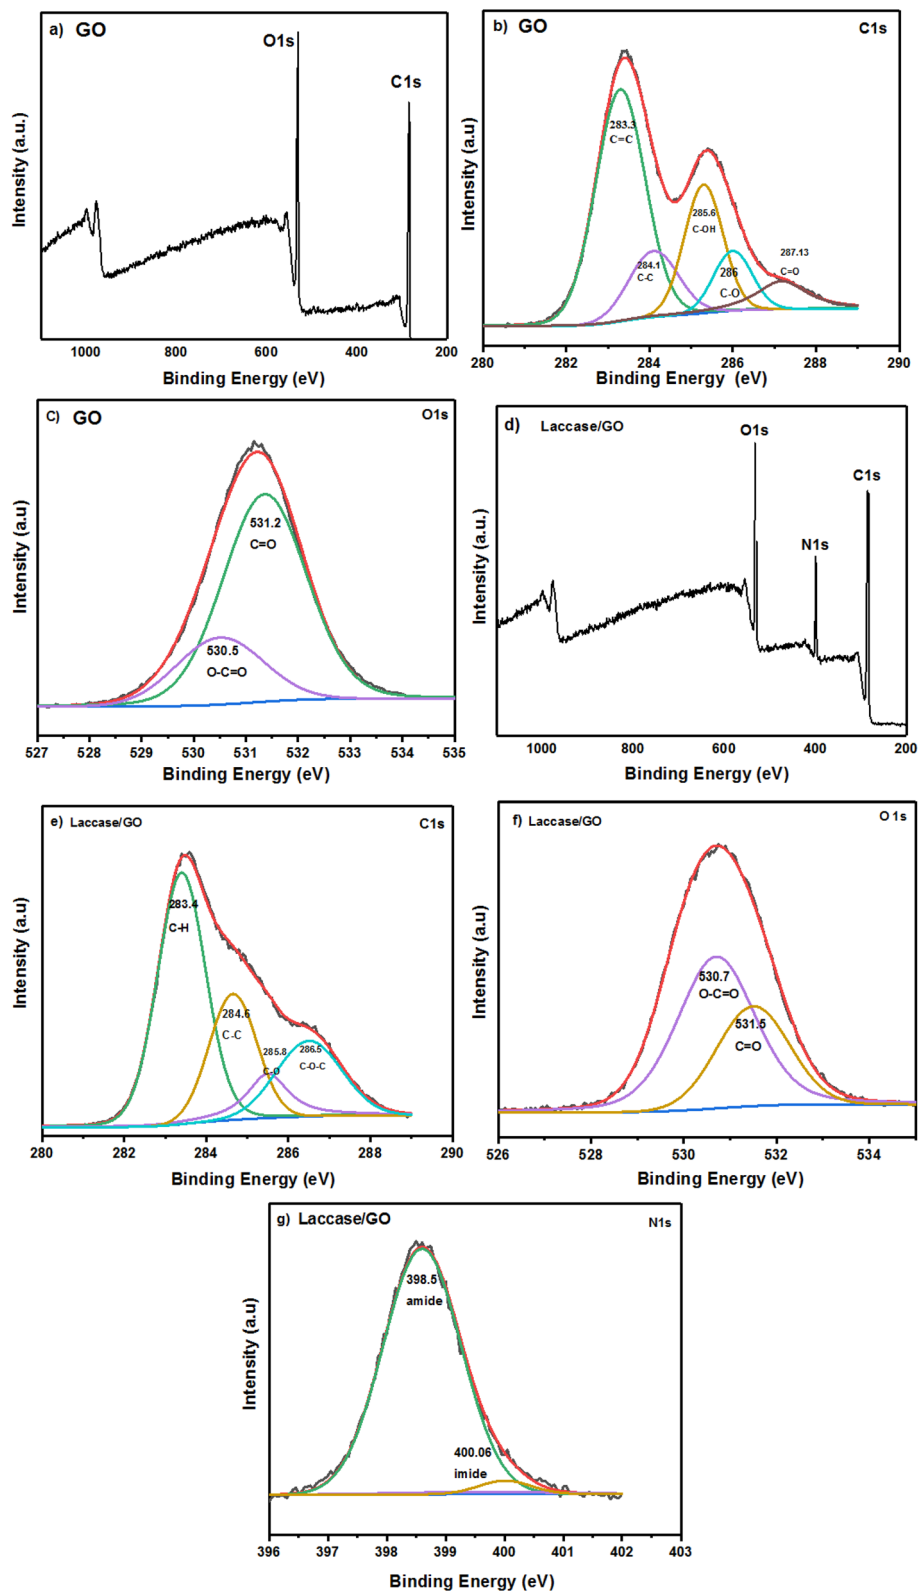 a) GO
O1s
C1s
Intensity (a.u.)
1000 800 600 400 200
Binding Energy (eV)
b) GO
C1s
283.3
C=C
285.6
C-OH
284.1
C-C
286
C-O
287.13
C=O
Intensity (a.u)
280 282 284 286 288 290
Binding Energy (eV)
C) GO
O1s
531.2
C=O
530.5
O-C=O
Intensity (a.u)
527 528 529 530 531 532 533 534 535
Binding Energy (eV)
d) Laccase/GO
O1s
C1s
N1s
Intensity (a.u.)
1000 800 600 400 200
Binding Energy (eV)
e) Laccase/GO
C1s
283.4
C-H
284.6
C-C
285.8
C-O
286.5
C-O-C
Intensity (a.u)
280 282 284 286 288 290
Binding Energy (eV)
f) Laccase/GO
O 1s
530.7
O-C=O
531.5
C=O
Intensity (a.u)
526 528 530 532 534
Binding Energy (eV)
g) Laccase/GO
N1s
398.5
amide
400.06
imide
Intensity (a.u)
396 397 398 399 400 401 402 403
Binding Energy (eV)